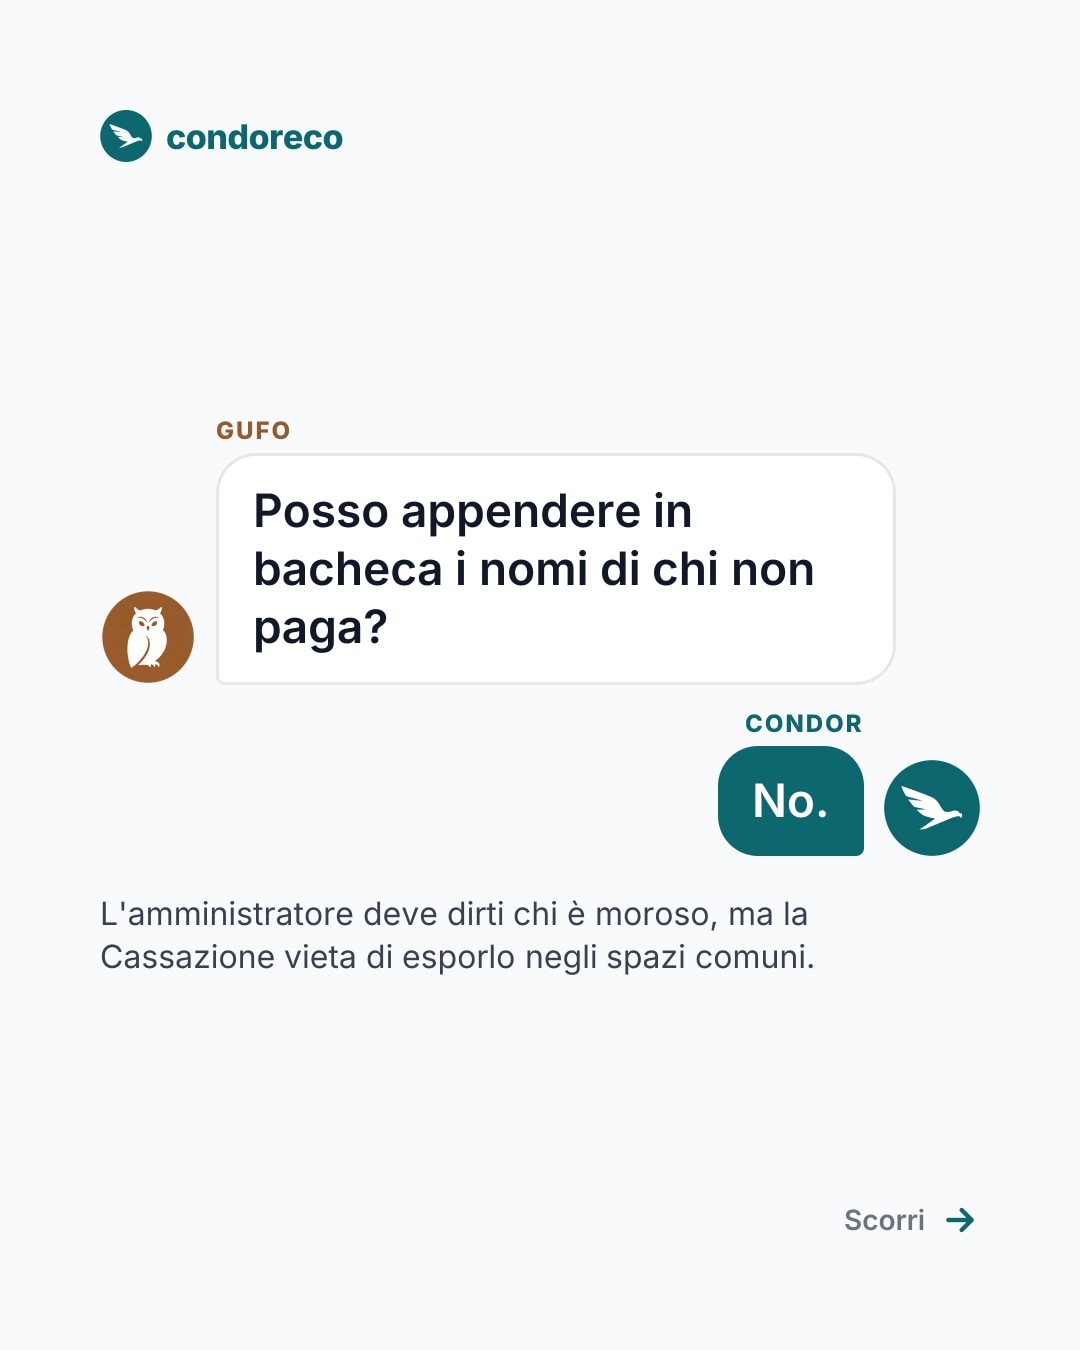 condoreco
GUFO
Posso appendere in
bacheca i nomi di chi non
paga?
CONDOR
No.
L'amministratore deve dirti chi è moroso, ma la
Cassazione vieta di esporlo negli spazi comuni.
Scorri